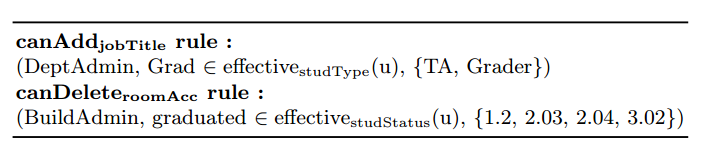 canAddjobTitle rule :
(DeptAdmin, Grad ∈ effectivestudType(u), {TA, Grader})
canDeleteroomAcc rule :
(BuildAdmin, graduated ∈ effectivestudStatus(u), {1.2, 2.03, 2.04, 3.02})